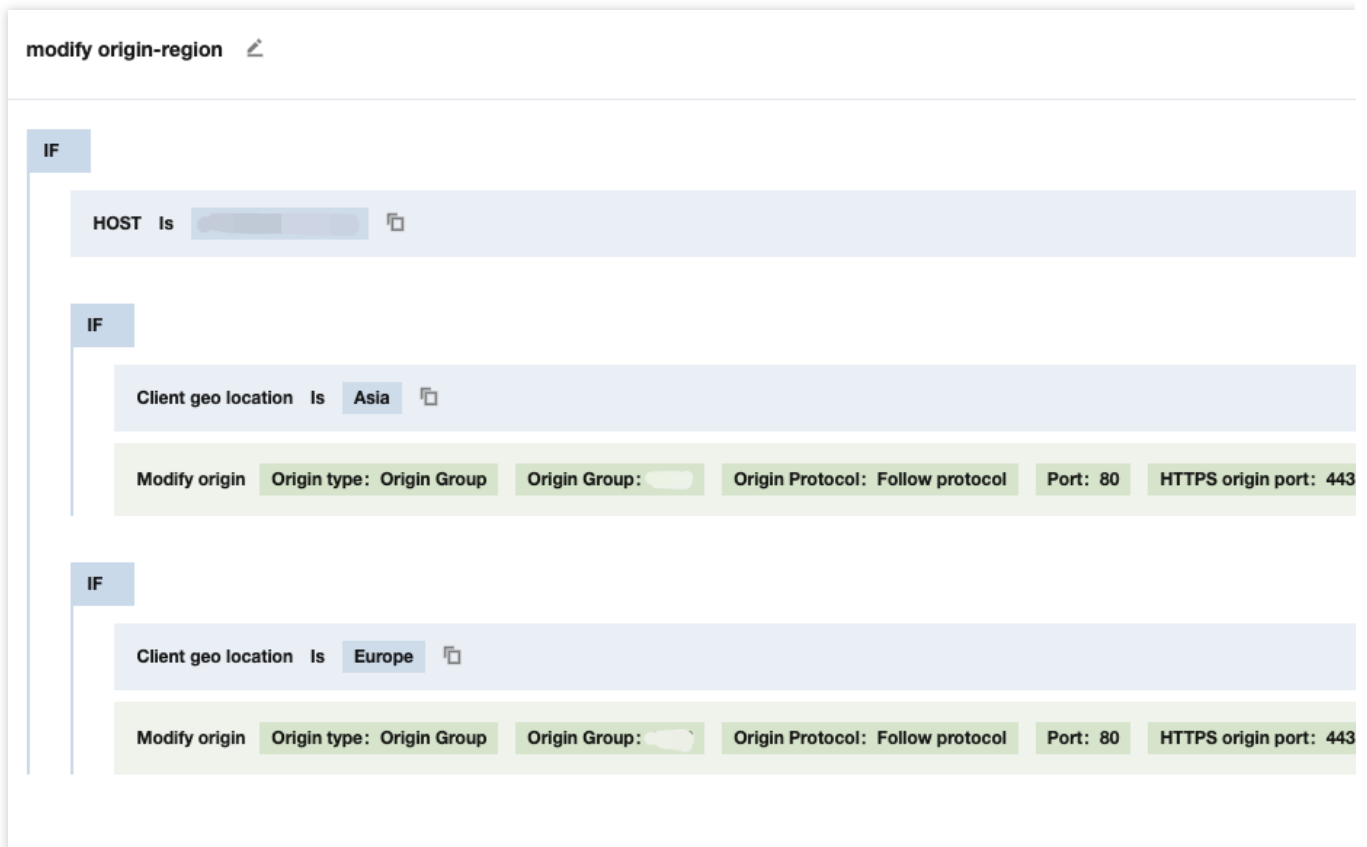 modify origin-region
IF
HOST Is
IF
Client geo location Is Asia
Modify origin Origin type: Origin Group Origin Group: Origin Protocol: Follow protocol Port: 80 HTTPS origin port: 443
IF
Client geo location Is Europe
Modify origin Origin type: Origin Group Origin Group: Origin Protocol: Follow protocol Port: 80 HTTPS origin port: 443